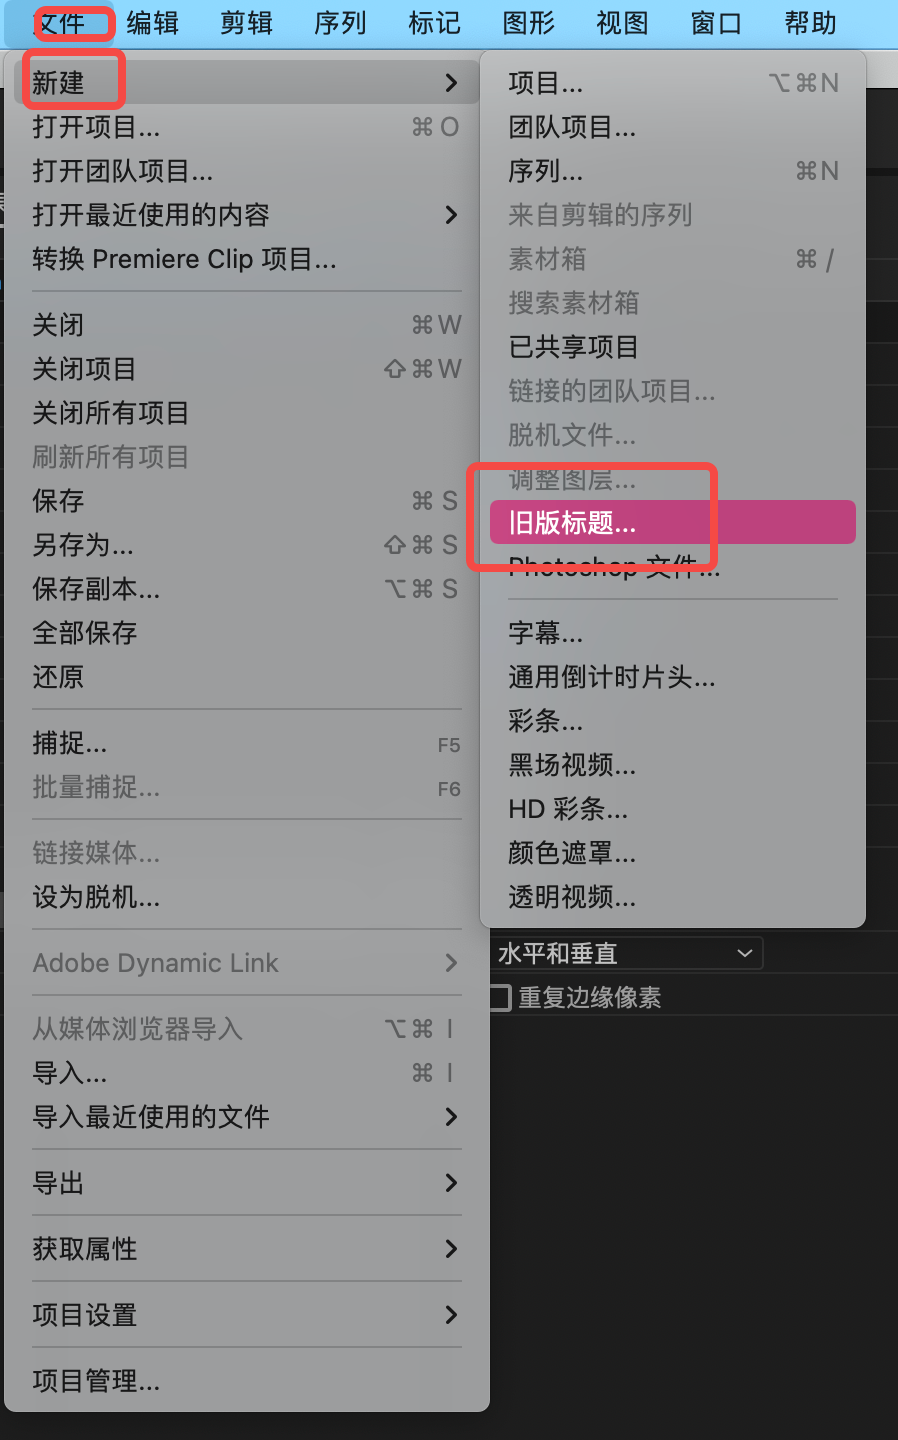 文件 编辑 剪辑 序列 标记 图形 视图 窗口 帮助
新建
打开项目... ⌘ O
打开团队项目...
打开最近使用的内容
转换 Premiere Clip 项目...
关闭 ⌘ W
关闭项目 ⇧ ⌘ W
关闭所有项目
刷新所有项目
保存 ⌘ S
另存为... ⇧ ⌘ S
保存副本... ⌥ ⌘ S
全部保存
还原
捕捉... F5
批量捕捉... F6
链接媒体...
设为脱机...
Adobe Dynamic Link
从媒体浏览器导入 ⌥ ⌘ I
导入... ⌘ I
导入最近使用的文件
导出
获取属性
项目设置
项目管理...
项目... ⌥ ⌘ N
团队项目...
序列... ⌘ N
来自剪辑的序列
素材箱 ⌘ /
搜索素材箱
已共享项目
链接的团队项目...
脱机文件...
调整图层...
旧版标题...
Photoshop 文件...
字幕...
通用倒计时片头...
彩条...
黑场视频...
HD 彩条...
颜色遮罩...
透明视频...
水平和垂直
重复边缘像素